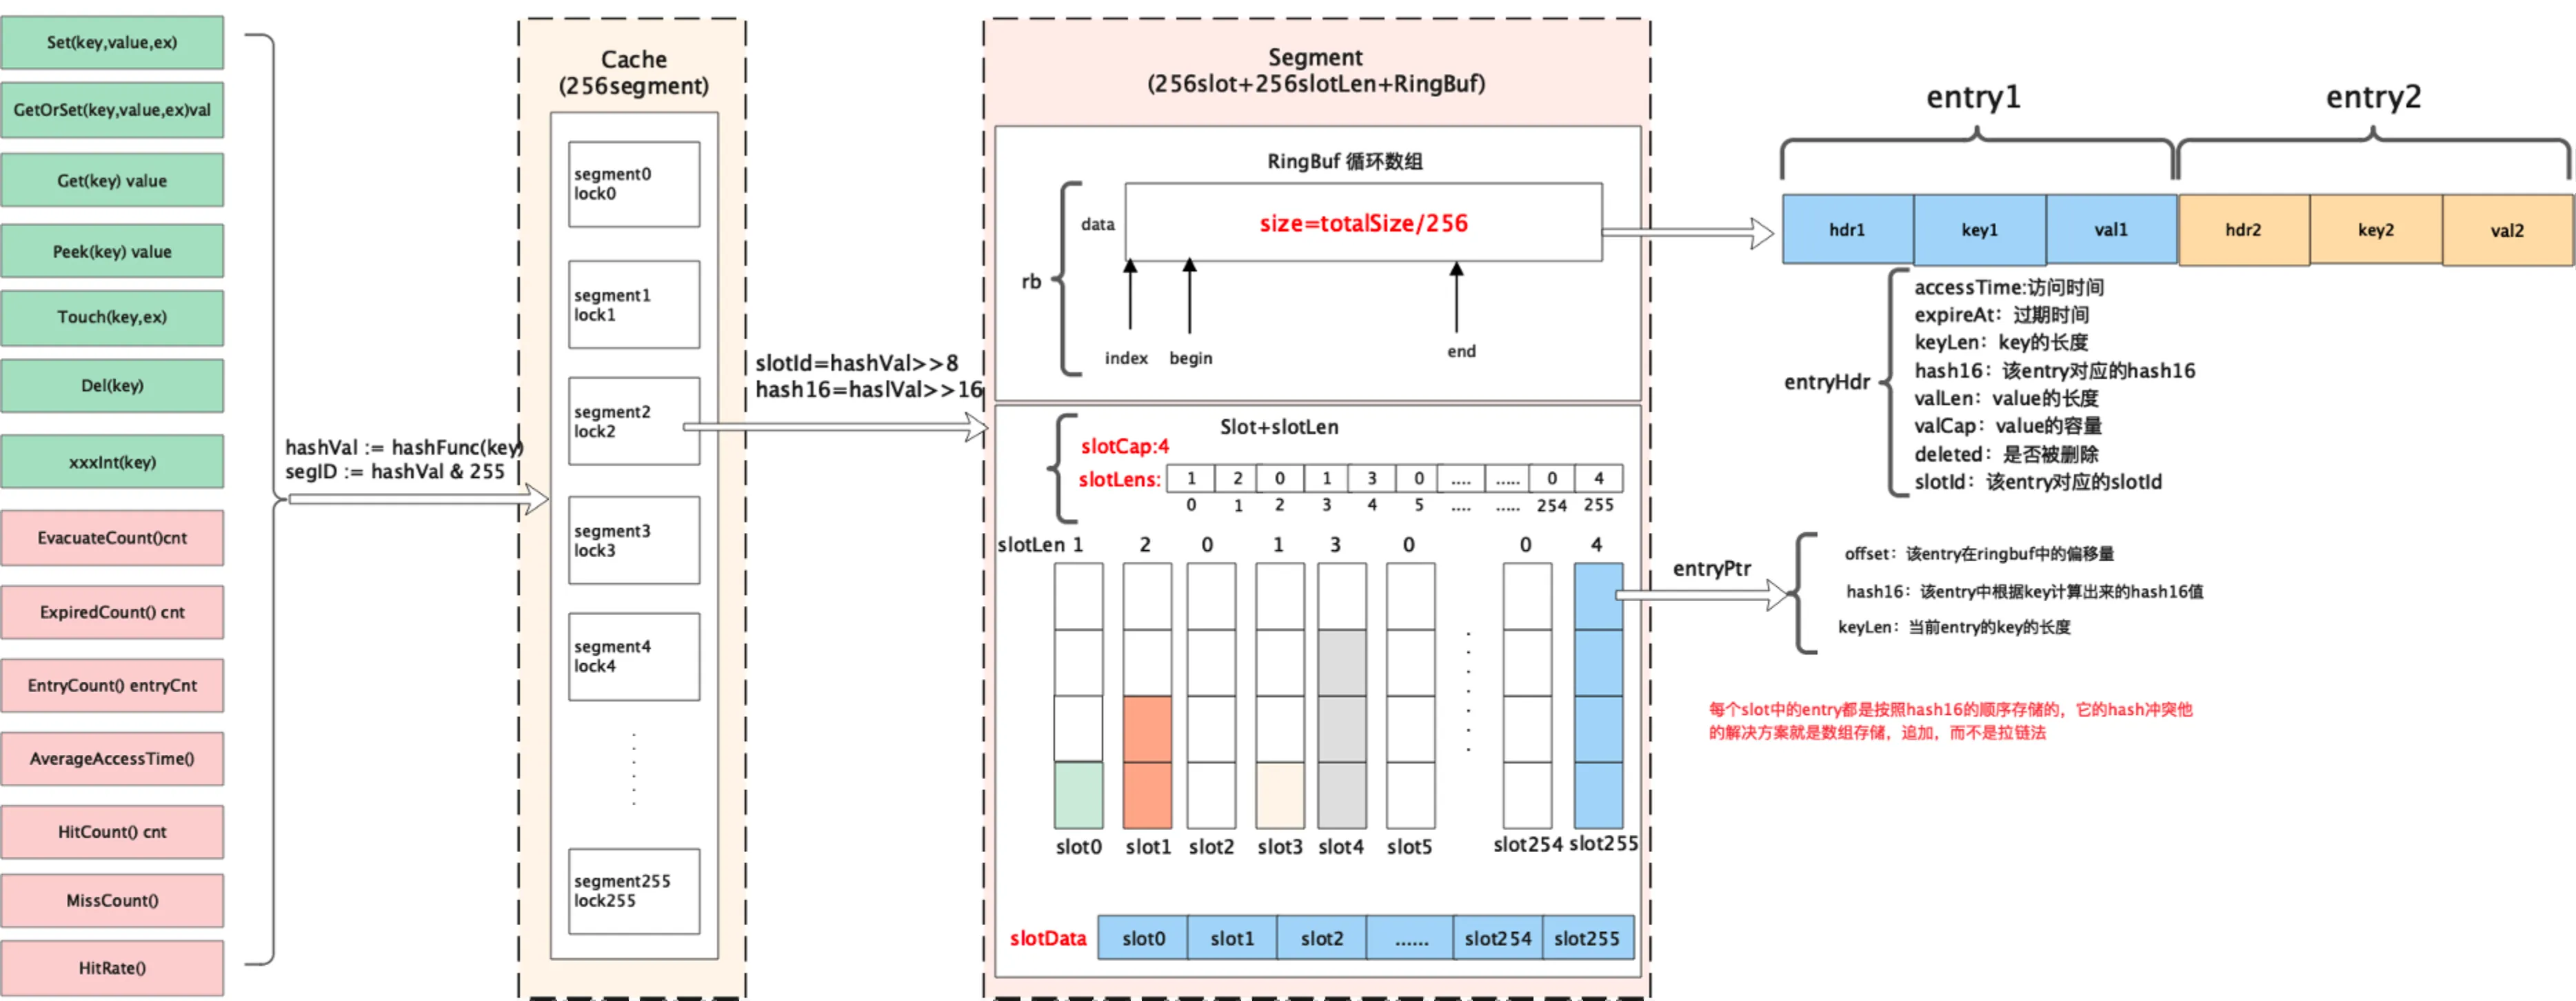 Set(key,value,ex)
GetOrSet(key,value,ex)val
Get(key) value
Peek(key) value
Touch(key,ex)
Del(key)
xxxInt(key)
EvacuateCount()cnt
ExpiredCount() cnt
EntryCount() entryCnt
AverageAccessTime()
HitCount() cnt
MissCount()
HitRate()
hashVal := hashFunc(key)
segID := hashVal & 255
Cache
(256segment)
segment0
lock0
segment1
lock1
segment2
lock2
segment3
lock3
segment4
lock4
segment255
lock255
slotId=hashVal>>8
hash16=haslVal>>16
Segment
(256slot+256slotLen+RingBuf)
RingBuf 循环数组
rb
data
size=totalSize/256
index begin end
Slot+slotLen
slotCap:4
slotLens: 1 2 0 1 3 0 .... ..... 0 4
0 1 2 3 4 5 .... ..... 254 255
slotLen 1 2 0 1 3 0 0 4
slot0 slot1 slot2 slot3 slot4 slot5 slot254 slot255
slotData slot0 slot1 slot2 ...... slot254 slot255
entry1 entry2
hdr1 key1 val1 hdr2 key2 val2
entryHdr
accessTime:访问时间
expireAt：过期时间
keyLen：key的长度
hash16：该entry对应的hash16
valLen：value的长度
valCap：value的容量
deleted：是否被删除
slotId：该entry对应的slotId
entryPtr
offset：该entry在ringbuf中的偏移量
hash16：该entry中根据key计算出来的hash16值
keyLen：当前entry的key的长度
每个slot中的entry都是按照hash16的顺序存储的，它的hash冲突他
的解决方案就是数组存储，追加，而不是拉链法